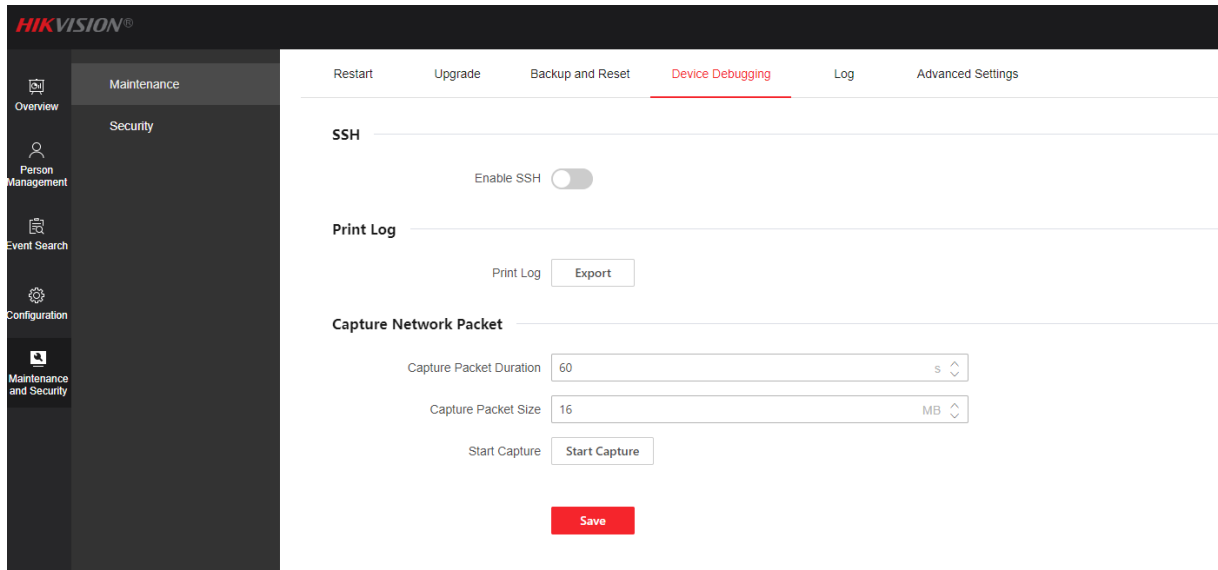 HIKVISION®
Overview
Person
Management
Event Search
Configuration
Maintenance
and Security
Maintenance
Security
Restart Upgrade Backup and Reset Device Debugging Log Advanced Settings
SSH
Enable SSH
Print Log
Print Log Export
Capture Network Packet
Capture Packet Duration 60 s
Capture Packet Size 16 MB
Start Capture Start Capture
Save